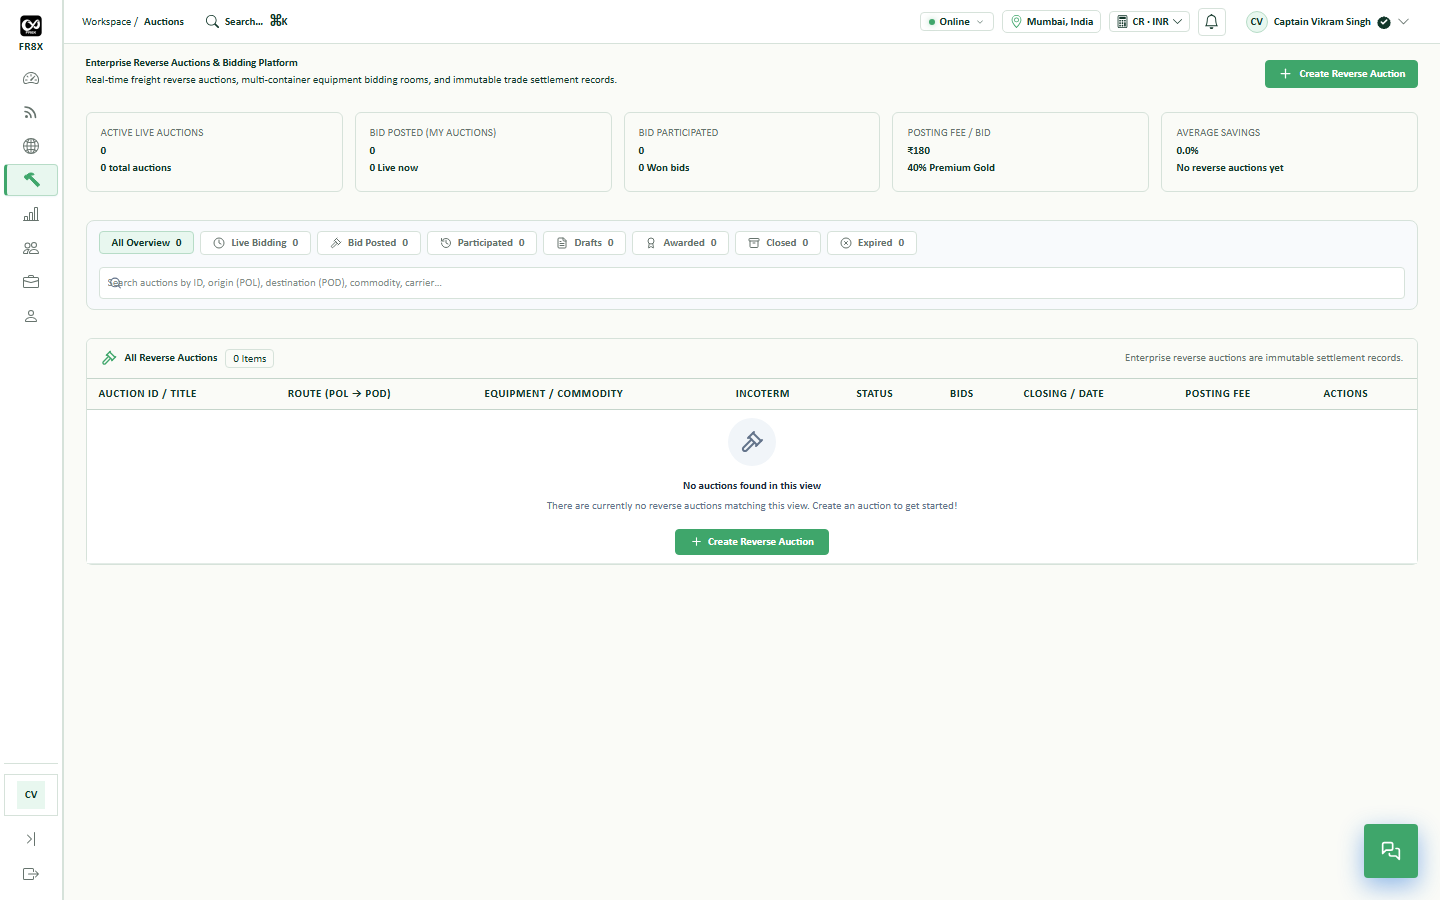 FR8X
FR8X
Workspace / Auctions Search... ⌘K
Online Mumbai, India CR · INR CV Captain Vikram Singh
Enterprise Reverse Auctions & Bidding Platform
Real-time freight reverse auctions, multi-container equipment bidding rooms, and immutable trade settlement records.
Create Reverse Auction
ACTIVE LIVE AUCTIONS
0
0 total auctions
BID POSTED (MY AUCTIONS)
0
0 Live now
BID PARTICIPATED
0
0 Won bids
POSTING FEE / BID
₹180
40% Premium Gold
AVERAGE SAVINGS
0.0%
No reverse auctions yet
All Overview 0 Live Bidding 0 Bid Posted 0 Participated 0 Drafts 0 Awarded 0 Closed 0 Expired 0
Search auctions by ID, origin (POL), destination (POD), commodity, carrier...
All Reverse Auctions 0 Items Enterprise reverse auctions are immutable settlement records.
AUCTION ID / TITLE ROUTE (POL → POD) EQUIPMENT / COMMODITY INCOTERM STATUS BIDS CLOSING / DATE POSTING FEE ACTIONS
No auctions found in this view
There are currently no reverse auctions matching this view. Create an auction to get started!
Create Reverse Auction
CV